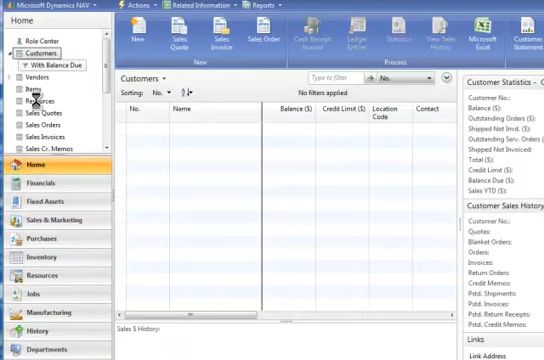 Microsoft Dynamics NAV
Actions
Related Information
Reports
Home
Role Center
Customers
With Balance Due
Vendors
Items
Resources
Sales Quotes
Sales Orders
Sales Invoices
Sales Cr. Memos
Home
Financials
Fixed Assets
Sales & Marketing
Purchases
Inventory
Resources
Jobs
Manufacturing
History
Departments
New
Sales Quote
Sales Invoice
Sales Order
Cash Receipt Journal
Ledger Entries
Statistics
View Sales History
Microsoft Excel
Customer Statement
New
Process
Customers
Type to filter
No.
Sorting: No.
No filters applied
No.
Name
Balance ($)
Credit Limit ($)
Location Code
Contact
Sales $ History:
Customer Statistics - C
Customer No.:
Balance ($):
Outstanding Orders ($):
Shipped Not Invd. ($):
Outstanding Serv. Orders ($)
Shipped Not Invoiced:
Total ($):
Credit Limit ($):
Balance Due ($):
Sales YTD ($):
Customer Sales History
Customer No.:
Quotes:
Blanket Orders:
Orders:
Invoices:
Return Orders:
Credit Memos:
Pstd. Shipments:
Pstd. Invoices:
Pstd. Return Receipts:
Pstd. Credit Memos:
Links
Link Address